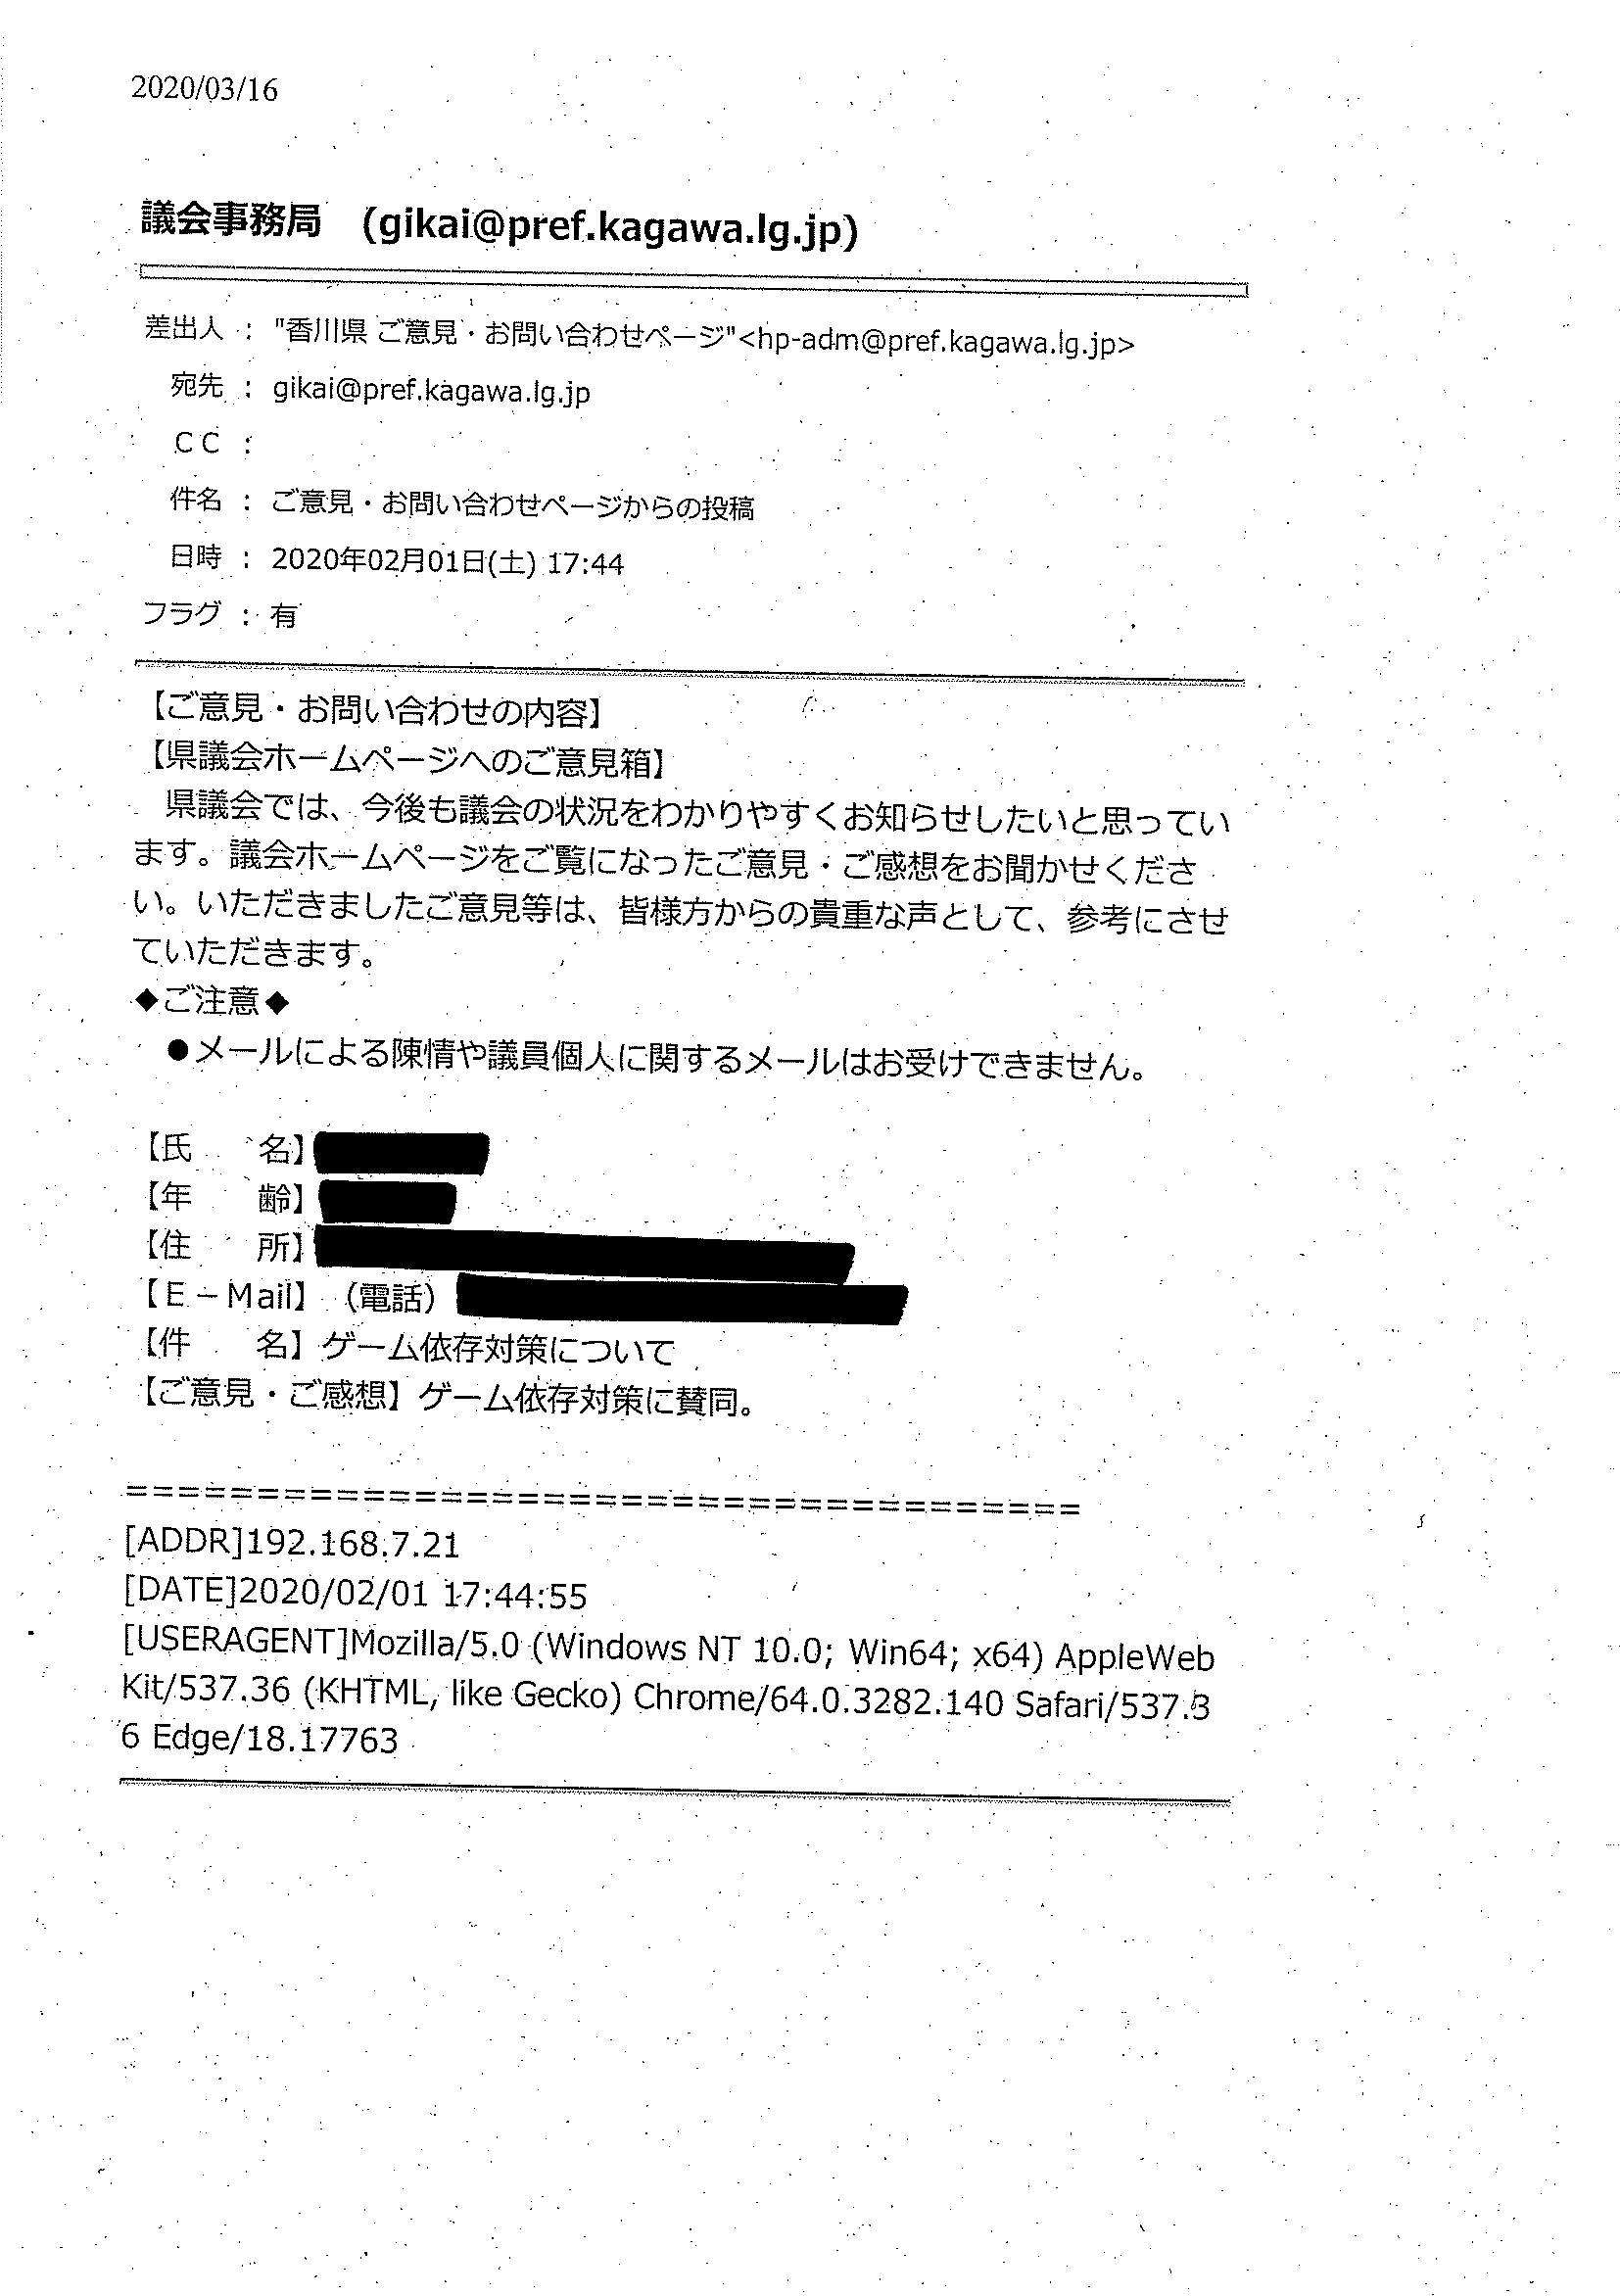 2020/03/16
議会事務局 (gikai@pref.kagawa.lg.jp)
差出人 : "香川県 ご意見・お問い合わせページ"<hp-adm@pref.kagawa.lg.jp>
宛先 : gikai@pref.kagawa.lg.jp
CC :
件名 : ご意見・お問い合わせページからの投稿
日時 : 2020年02月01日(土) 17:44
フラグ : 有
【ご意見・お問い合わせの内容】
【県議会ホームページへのご意見箱】
県議会では、今後も議会の状況をわかりやすくお知らせしたいと思ってい
ます。議会ホームページをご覧になったご意見・ご感想をお聞かせくださ
い。いただきましたご意見等は、皆様方からの貴重な声として、参考にさせ
ていただきます。
◆ご注意◆
●メールによる陳情や議員個人に関するメールはお受けできません。
【氏　　名】
【年　　齢】
【住　　所】
【E－Mail】（電話）
【件　　名】ゲーム依存対策について
【ご意見・ご感想】ゲーム依存対策に賛同。
=====================================
[ADDR]192.168.7.21
[DATE]2020/02/01 17:44:55
[USERAGENT]Mozilla/5.0 (Windows NT 10.0; Win64; x64) AppleWeb
Kit/537.36 (KHTML, like Gecko) Chrome/64.0.3282.140 Safari/537.3
6 Edge/18.17763